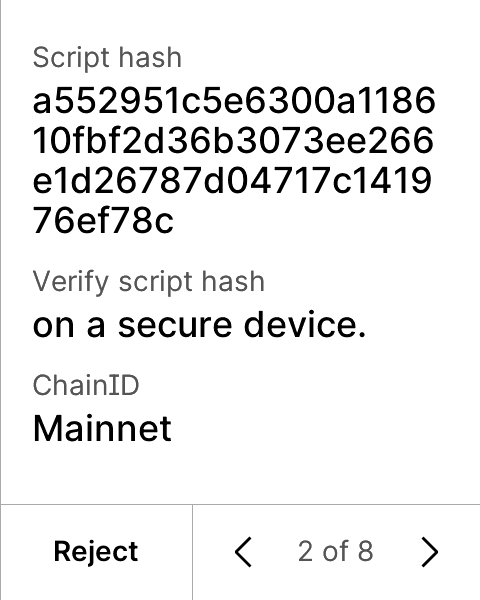 Script hash
a552951c5e6300a1186
10fbf2d36b3073ee266
e1d26787d04717c1419
76ef78c
Verify script hash
on a secure device.
ChainID
Mainnet
Reject
2 of 8